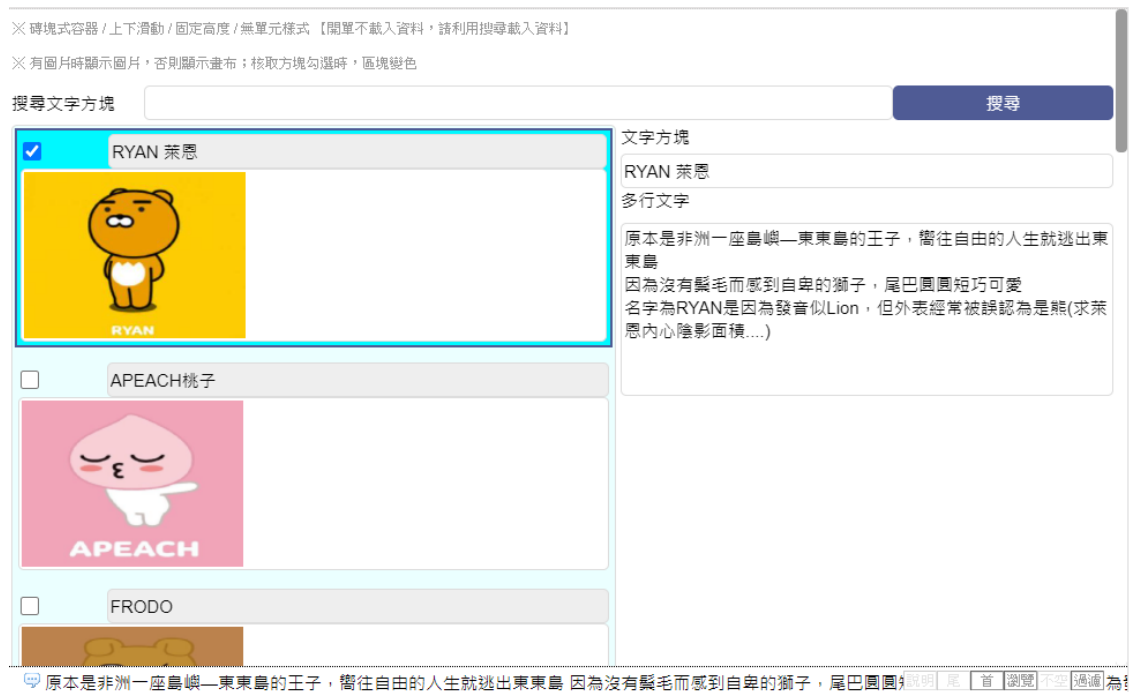 ※ 磚塊式容器 / 上下滑動 / 固定高度 / 無單元樣式 【開單不載入資料，請利用搜尋載入資料】
※ 有圖片時顯示圖片，否則顯示畫布；核取方塊勾選時，區塊變色
搜尋文字方塊
搜尋
RYAN 萊恩
RYAN
APEACH桃子
APEACH
FRODO
文字方塊
RYAN 萊恩
多行文字
原本是非洲一座島嶼—東東島的王子，嚮往自由的人生就逃出東
東島
因為沒有鬃毛而感到自卑的獅子，尾巴圓圓短巧可愛
名字為RYAN是因為發音似Lion，但外表經常被誤認為是熊(求萊
恩內心陰影面積....)
原本是非洲一座島嶼—東東島的王子，嚮往自由的人生就逃出東東島 因為沒有鬃毛而感到自卑的獅子，尾巴圓圓
說明 尾 首 瀏覽 不空 過濾 為